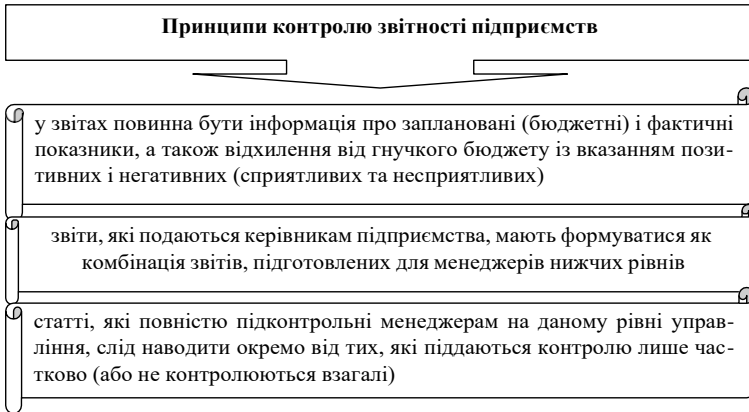 Принципи контролю звітності підприємств
у звітах повинна бути інформація про заплановані (бюджетні) і фактичні
показники, а також відхилення від гнучкого бюджету із вказанням пози-
тивних і негативних (сприятливих та несприятливих)
звіти, які подаються керівникам підприємства, мають формуватися як
комбінація звітів, підготовлених для менеджерів нижчих рівнів
статті, які повністю підконтрольні менеджерам на даному рівні управ-
ління, слід наводити окремо від тих, які піддаються контролю лише час-
тково (або не контролюються взагалі)